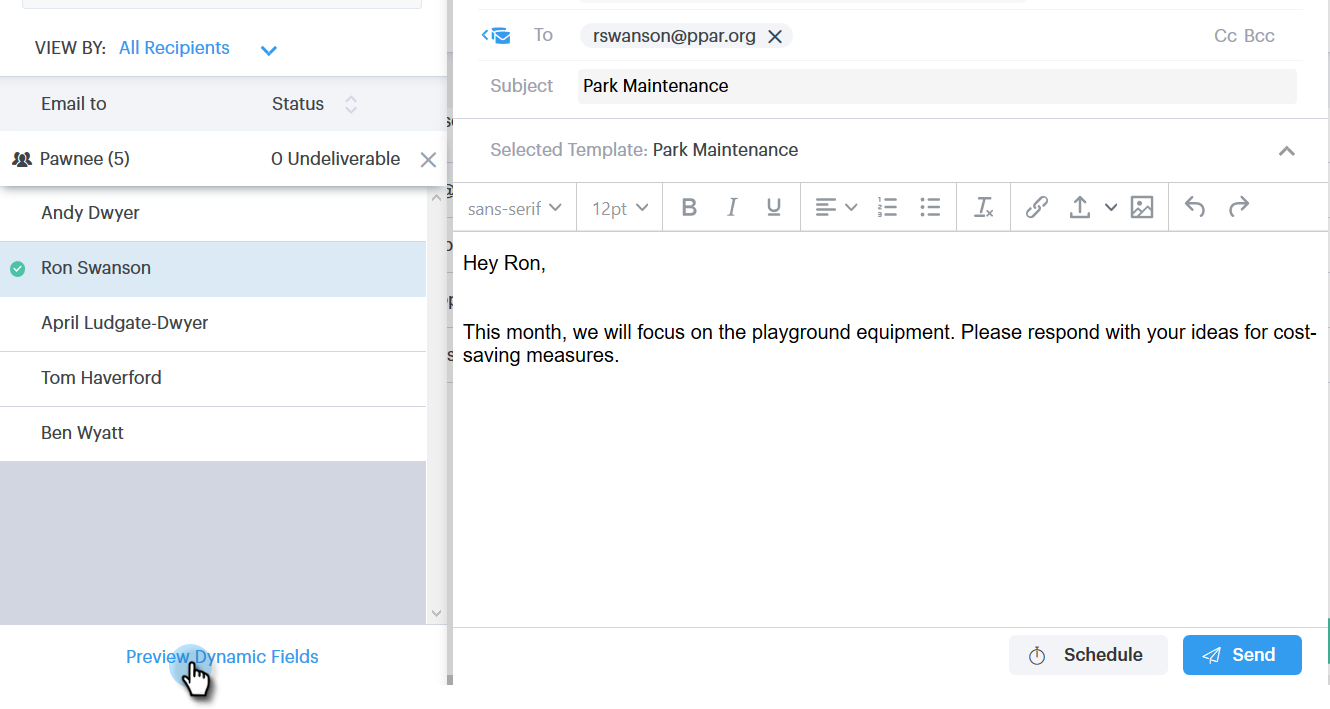 VIEW BY: All Recipients
Email to Status
Pawnee (5) 0 Undeliverable
Andy Dwyer
Ron Swanson
April Ludgate-Dwyer
Tom Haverford
Ben Wyatt
Preview Dynamic Fields
To rswanson@ppar.org Cc Bcc
Subject Park Maintenance
Selected Template: Park Maintenance
sans-serif 12pt B I U
Hey Ron,
This month, we will focus on the playground equipment. Please respond with your ideas for cost-
saving measures.
Schedule Send